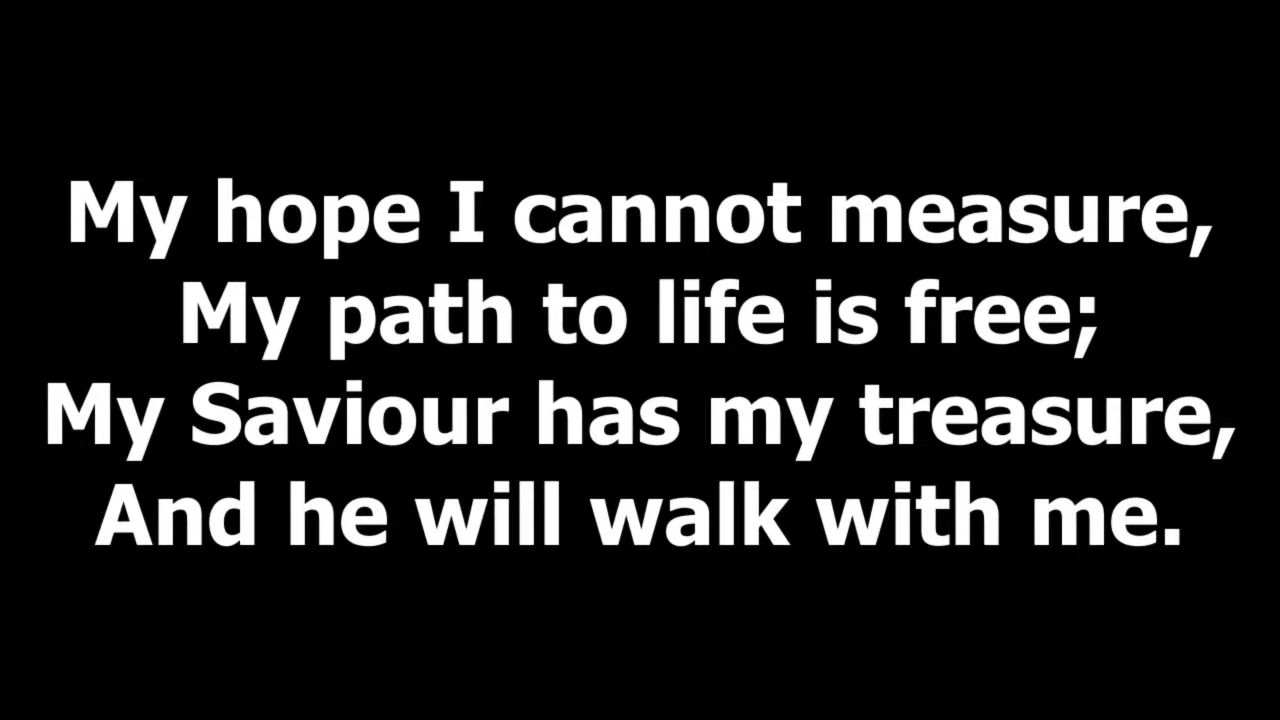 My hope I cannot measure,
My path to life is free;
My Saviour has my treasure,
And he will walk with me.